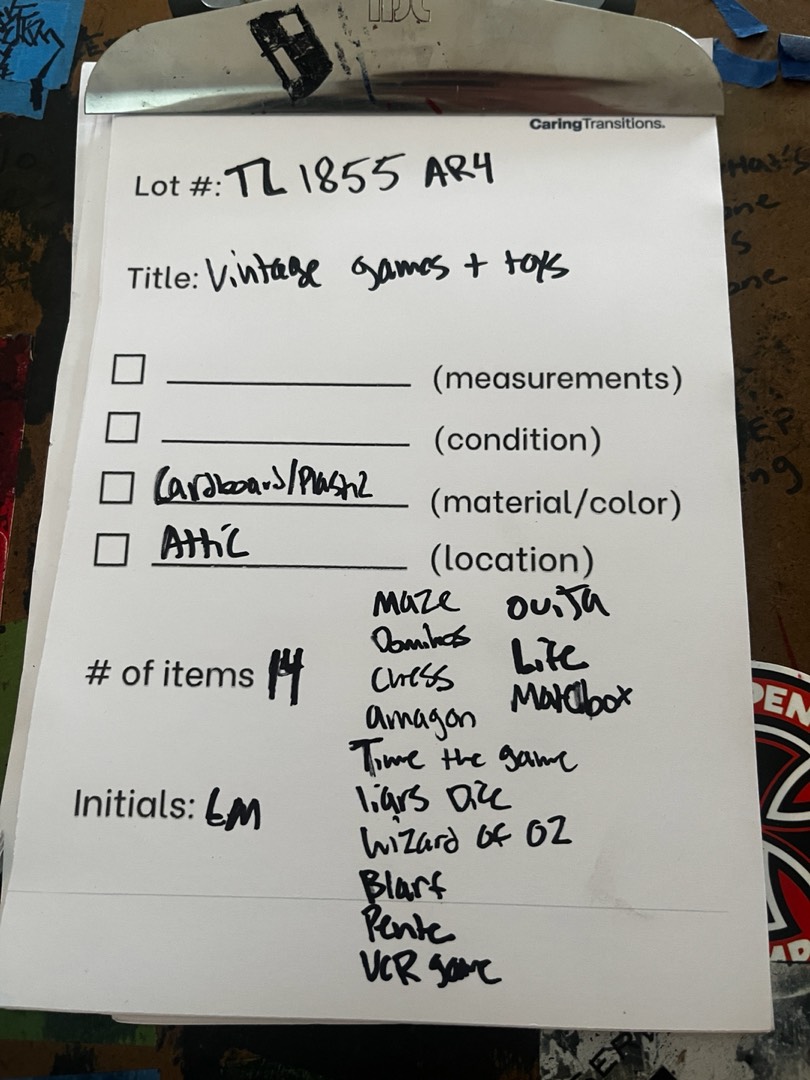 CaringTransitions.
Lot #: TL 1855 AR4
Title: Vintage games + toys
(measurements)
(condition)
Cardboard/Plastic (material/color)
Attic (location)
# of items 14
Initials: EM
Maze
Dominos
Chess
amagon
Time the game
liars Dice
Wizard of OZ
Blarf
Pente
VCR game
OUiJa
Life
Matchbox